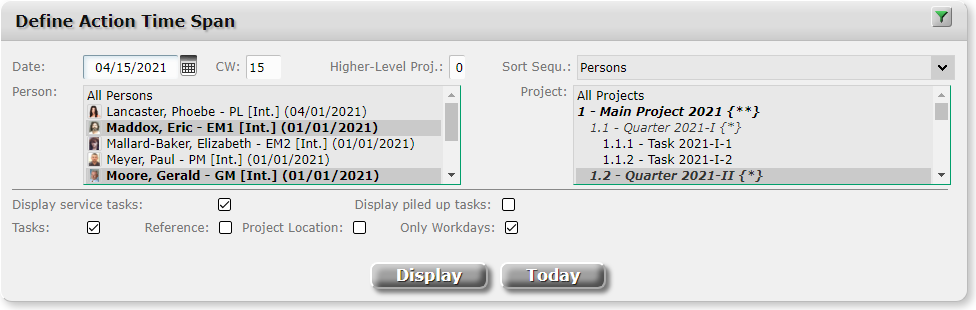 Define Action Time Span
Date: 04/15/2021 CW: 15 Higher-Level Proj.: 0 Sort Sequ.: Persons
Person:
All Persons
Lancaster, Phoebe - PL [Int.] (04/01/2021)
Maddox, Eric - EM1 [Int.] (01/01/2021)
Mallard-Baker, Elizabeth - EM2 [Int.] (01/01/2021)
Meyer, Paul - PM [Int.] (01/01/2021)
Moore, Gerald - GM [Int.] (01/01/2021)
Project:
All Projects
1 - Main Project 2021 {**}
1.1 - Quarter 2021-I {*}
1.1.1 - Task 2021-I-1
1.1.2 - Task 2021-I-2
1.2 - Quarter 2021-II {*}
Display service tasks: Display piled up tasks:
Tasks: Reference: Project Location: Only Workdays:
Display Today